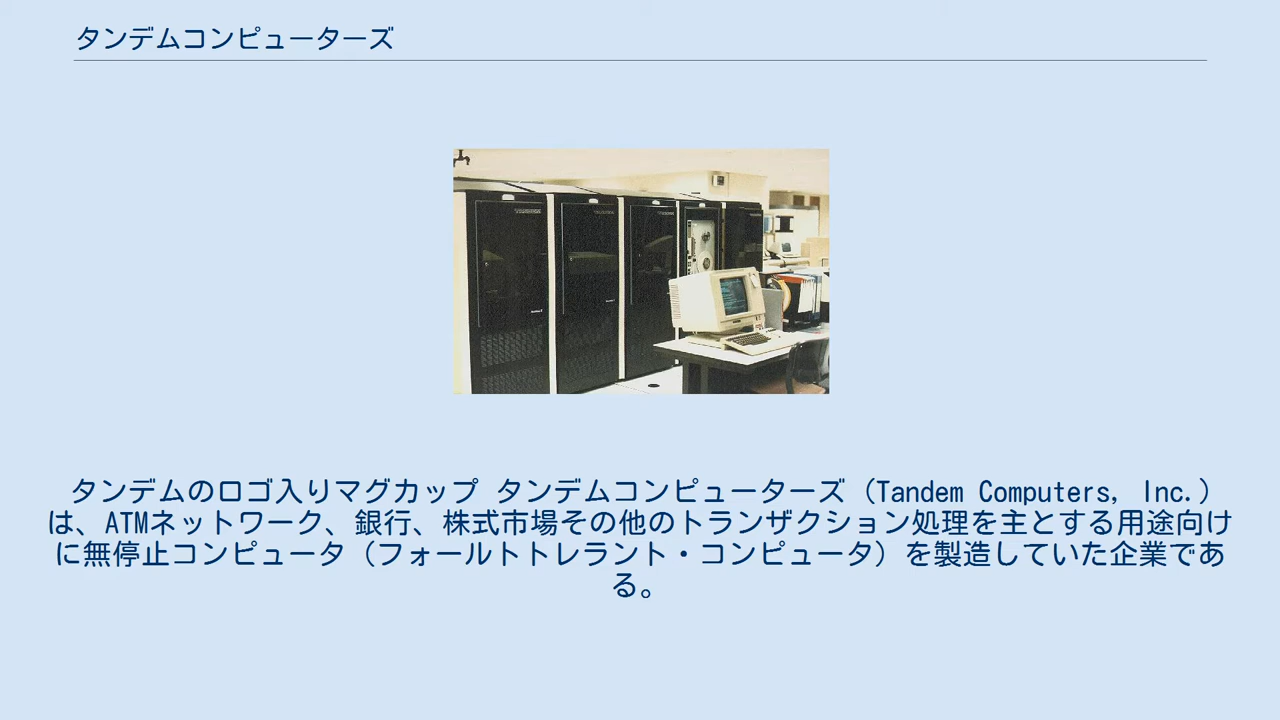 タンデムコンピューターズ
タンデムのロゴ入りマグカップ タンデムコンピューターズ（Tandem Computers, Inc.）
は、ATMネットワーク、銀行、株式市場その他のトランザクション処理を主とする用途向け
に無停止コンピュータ（フォールトトレラント・コンピュータ）を製造していた企業であ
る。